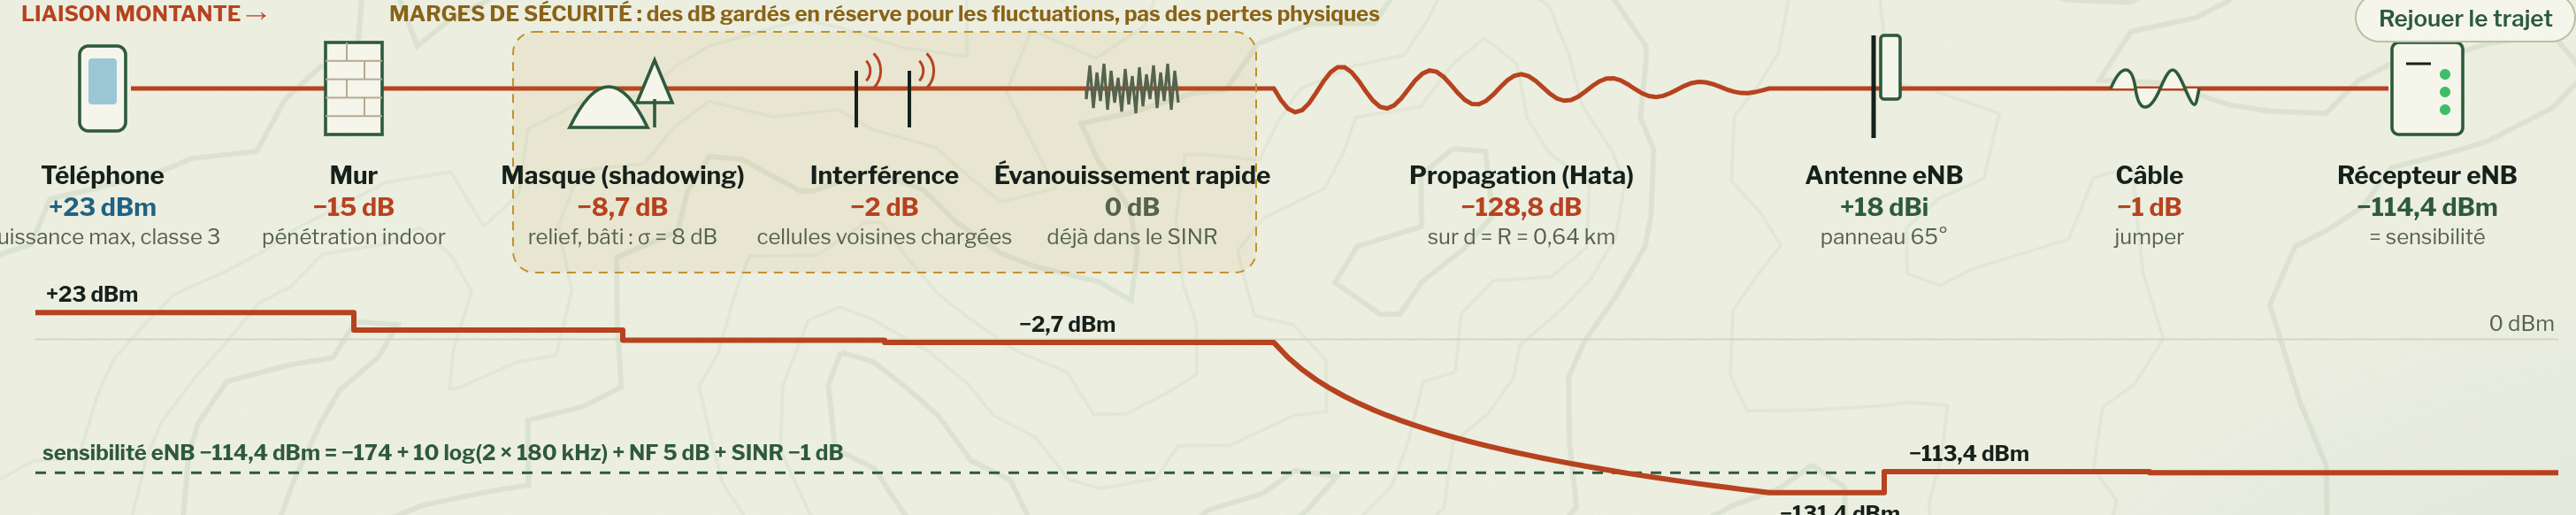 LIAISON MONTANTE →
MARGES DE SÉCURITÉ : des dB gardés en réserve pour les fluctuations, pas des pertes physiques
Rejouer le trajet
Téléphone
+23 dBm
uissance max, classe 3
Mur
−15 dB
pénétration indoor
Masque (shadowing)
−8,7 dB
relief, bâti : σ = 8 dB
Interférence
−2 dB
cellules voisines chargées
Évanouissement rapide
0 dB
déjà dans le SINR
Propagation (Hata)
−128,8 dB
sur d = R = 0,64 km
Antenne eNB
+18 dBi
panneau 65°
Câble
−1 dB
jumper
Récepteur eNB
−114,4 dBm
= sensibilité
+23 dBm
−2,7 dBm
0 dBm
sensibilité eNB −114,4 dBm = −174 + 10 log(2 × 180 kHz) + NF 5 dB + SINR −1 dB
−113,4 dBm
−131,4 dBm